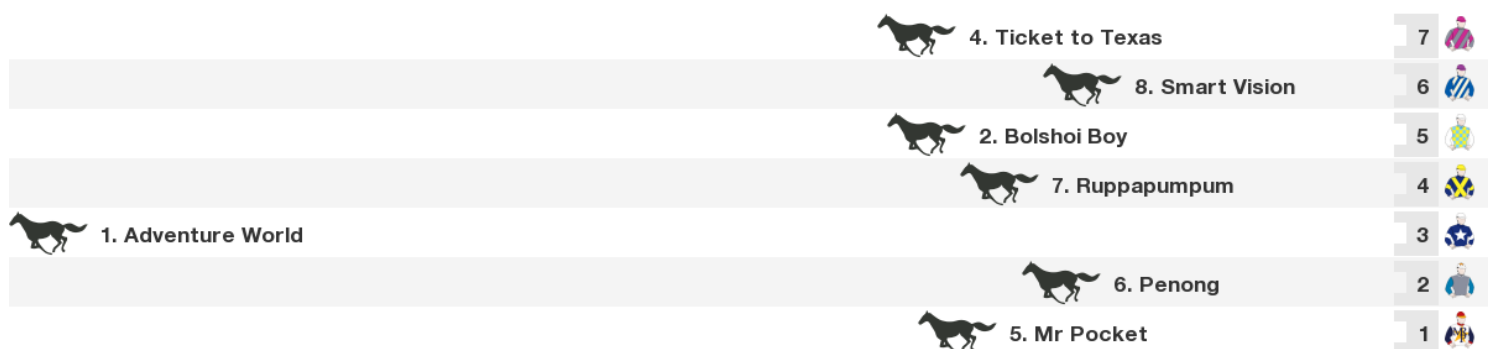 4. Ticket to Texas 7
8. Smart Vision 6
2. Bolshoi Boy 5
7. Ruppapumpum 4
1. Adventure World 3
6. Penong 2
5. Mr Pocket 1